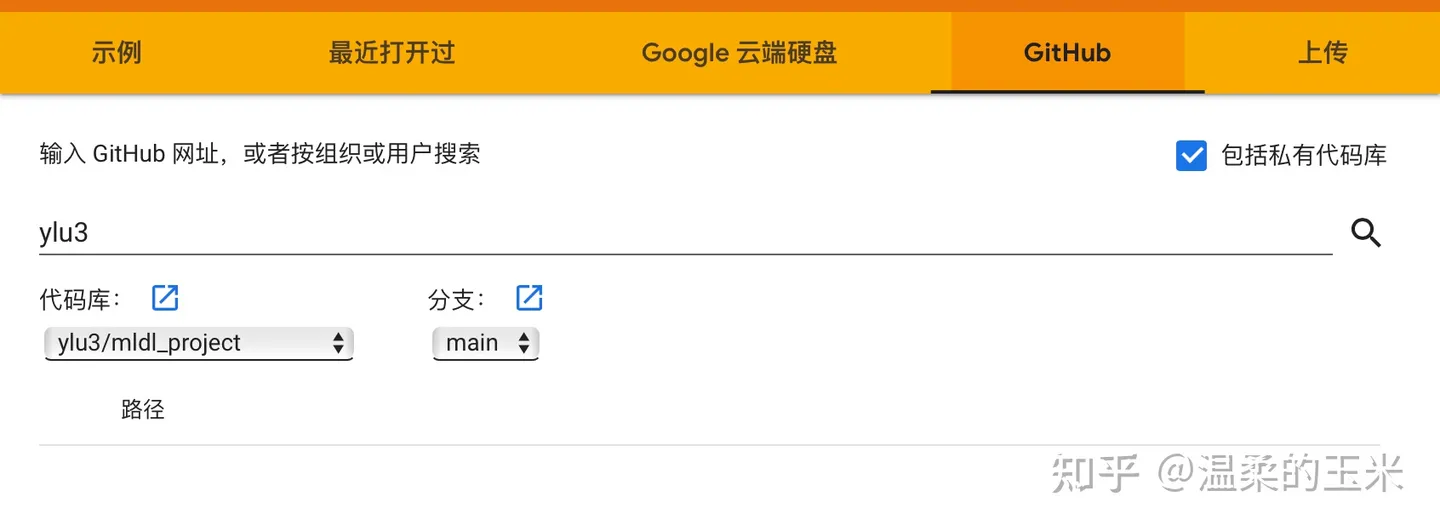 示例 最近打开过 Google 云端硬盘 GitHub 上传
输入 GitHub 网址，或者按组织或用户搜索 包括私有代码库
ylu3
代码库： 分支：
ylu3/mldl_project main
路径
知乎 @温柔的玉米